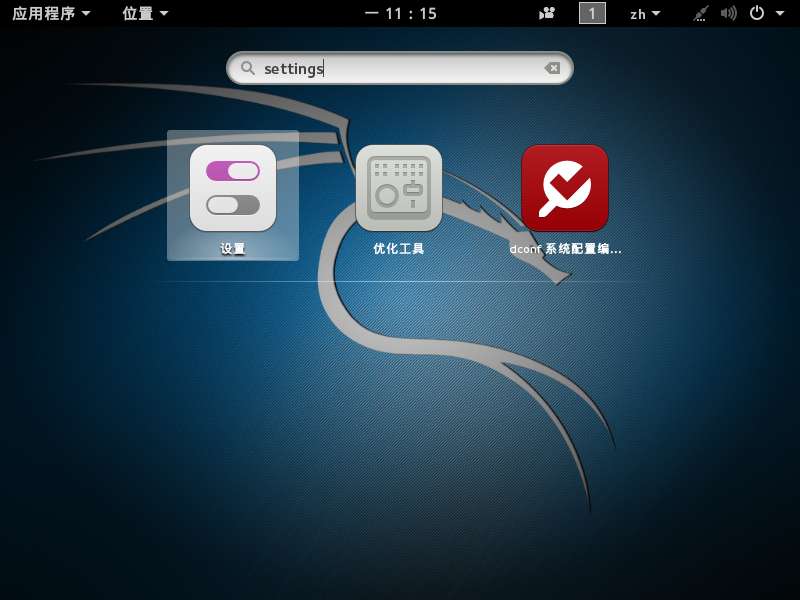 应用程序 位置 一 11：15 1 zh
settings
设置 优化工具 dconf 系统配置编...